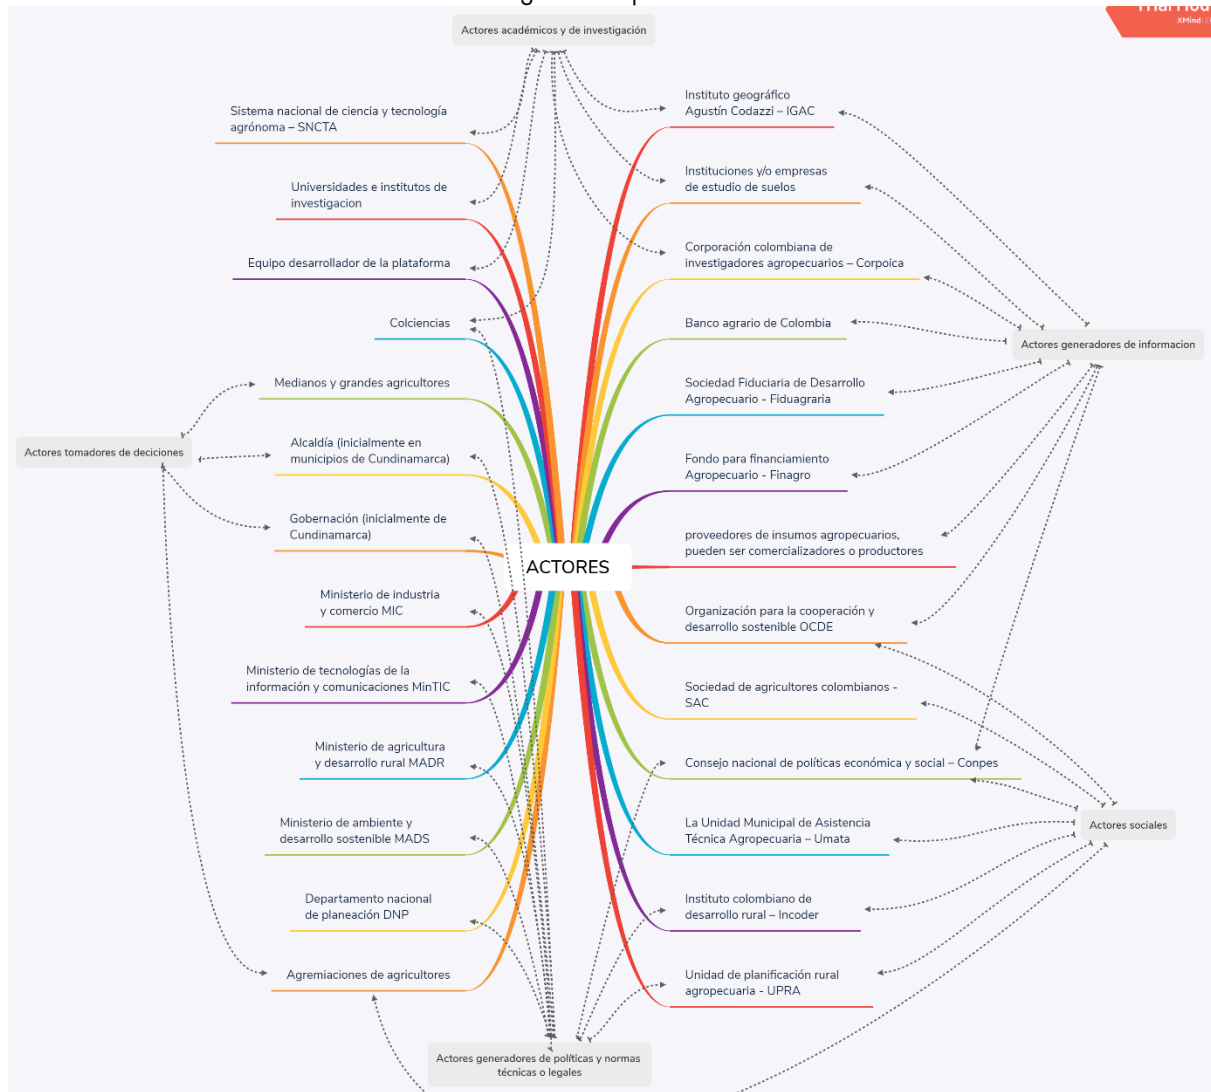 Actores académicos y de investigación
Sistema nacional de ciencia y tecnología
agrónoma – SNCTA
Universidades e institutos de
investigacion
Equipo desarrollador de la plataforma
Colciencias
Medianos y grandes agricultores
Actores tomadores de deciciones
Alcaldía (inicialmente en
municipios de Cundinamarca)
Gobernación (inicialmente de
Cundinamarca)
Ministerio de industria
y comercio MIC
Ministerio de tecnologías de la
información y comunicaciones MinTIC
Ministerio de agricultura
y desarrollo rural MADR
Ministerio de ambiente y
desarrollo sostenible MADS
Departamento nacional
de planeación DNP
Agremiaciones de agricultores
ACTORES
Instituto geográfico
Agustín Codazzi – IGAC
Instituciones y/o empresas
de estudio de suelos
Corporación colombiana de
investigadores agropecuarios – Corpoica
Banco agrario de Colombia
Actores generadores de informacion
Sociedad Fiduciaria de Desarrollo
Agropecuario - Fiduagraria
Fondo para financiamiento
Agropecuario - Finagro
proveedores de insumos agropecuarios,
pueden ser comercializadores o productores
Organización para la cooperación y
desarrollo sostenible OCDE
Sociedad de agricultores colombianos -
SAC
Consejo nacional de políticas económica y social – Conpes
La Unidad Municipal de Asistencia
Técnica Agropecuaria – Umata
Actores sociales
Instituto colombiano de
desarrollo rural – Incoder
Unidad de planificación rural
agropecuaria - UPRA
Actores generadores de políticas y normas
técnicas o legales
XMind: